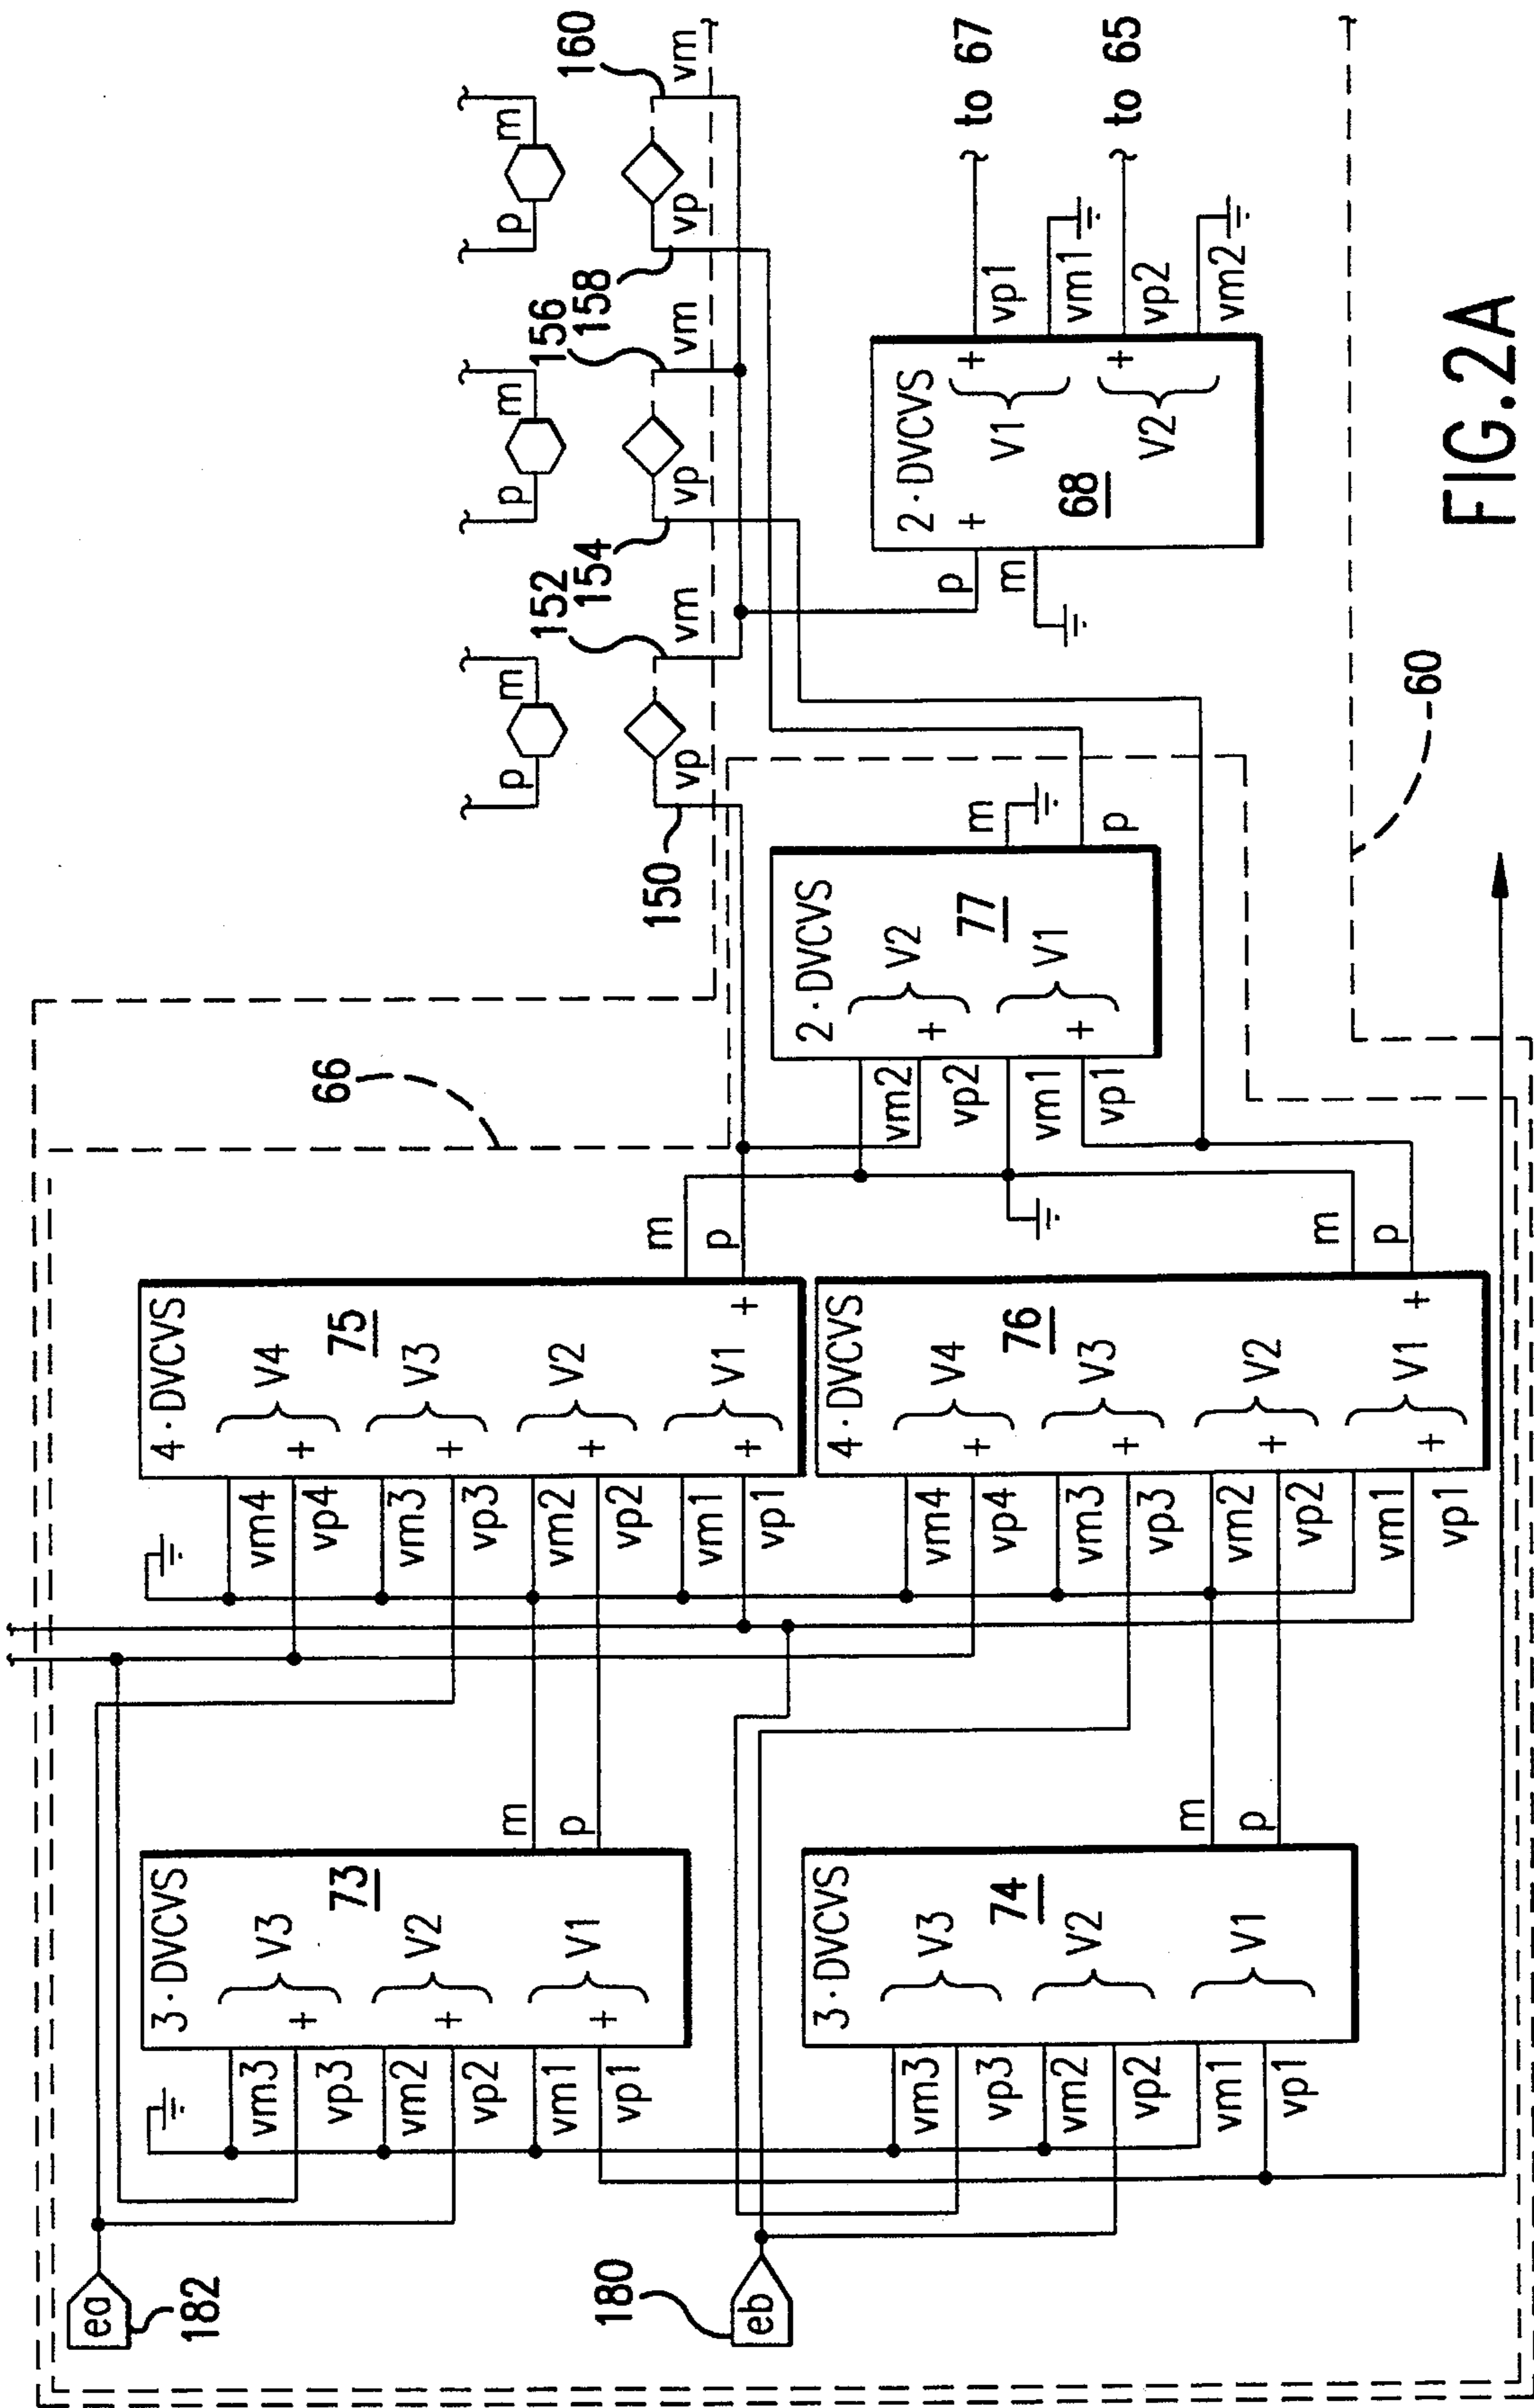 ea
182
3·DVCVS
73
V3
+
V2
+
V1
+
vm3
vp3
vm2
vp2
vm1
vp1
m
p
4·DVCVS
75
V4
+
V3
+
V2
+
V1
+
+
vm4
vp4
vm3
vp3
vm2
vp2
vm1
vp1
m
p
66
eb
180
3·DVCVS
74
V3
V2
V1
vm3
vp3
vm2
vp2
vm1
vp1
m
p
4·DVCVS
76
V4
+
V3
+
V2
+
V1
+
+
vm4
vp4
vm3
vp3
vm2
vp2
vm1
vp1
m
p
2·DVCVS
77
V2
+
V1
+
vm2
vp2
vm1
vp1
m
p
p
m
p
m
p
m
150
vp
152
vm
154
vp
156
vm
158
vp
160
vm
2·DVCVS
68
+
V1
+
V2
+
p
m
vp1
vm1
vp2
vm2
to 67
to 65
60
FIG.2A